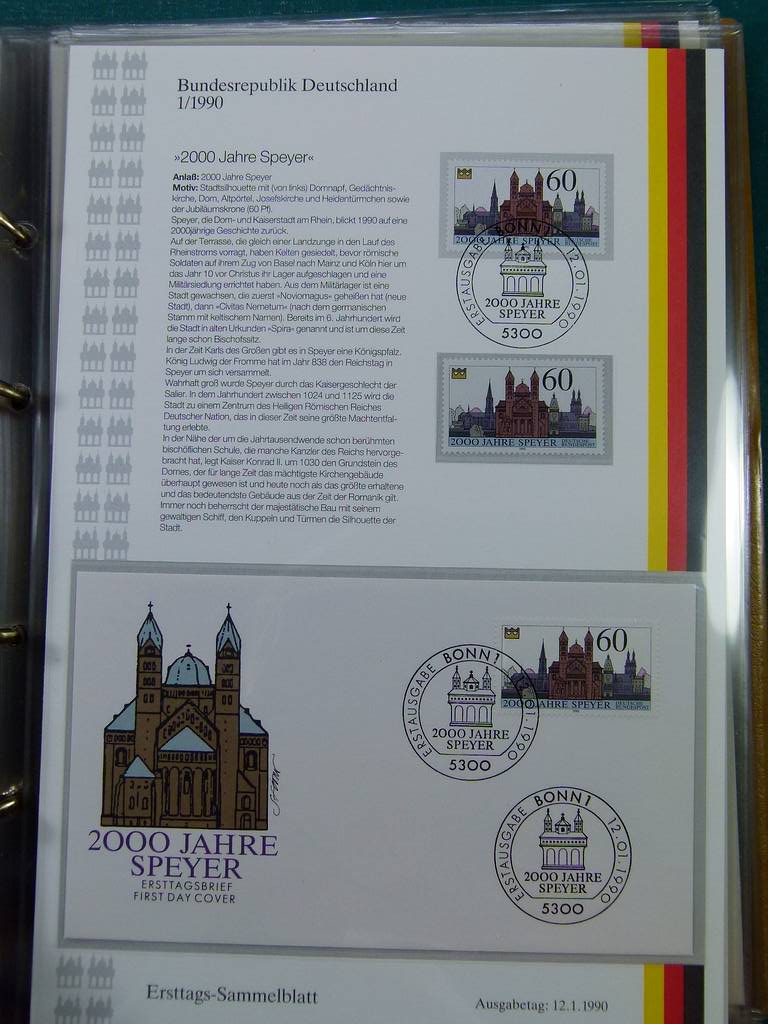 Bundesrepublik Deutschland
1/1990
»2000 Jahre Speyer«
Anlaß: 2000 Jahre Speyer
Motiv: Stadtsilhouette mit (von links) Domnapf, Gedächtnis-
kirche, Dom, Altpörtel, Josefskirche und Heidentürmchen sowie
der Jubiläumskrone (60 Pf).
Speyer, die Dom- und Kaiserstadt am Rhein, blickt 1990 auf eine
2000jährige Geschichte zurück.
Auf der Terrasse, die gleich einer Landzunge in den Lauf des
Rheinstroms vorragt, haben Kelten gesiedelt, bevor römische
Soldaten auf ihrem Zug von Basel nach Mainz und Köln hier um
das Jahr 10 vor Christus ihr Lager aufgeschlagen und eine
Militärsiedlung errichtet haben. Aus dem Militärlager ist eine
Stadt gewachsen, die zuerst »Noviomagus« geheißen hat (neue
Stadt), dann »Civitas Nemetum« (nach dem germanischen
Stamm mit keltischem Namen). Bereits im 6. Jahrhundert wird
die Stadt in alten Urkunden »Spira« genannt und ist um diese Zeit
lange schon Bischofssitz.
In der Zeit Karls des Großen gibt es in Speyer eine Königspfalz.
König Ludwig der Fromme hat im Jahr 838 den Reichstag in
Speyer um sich versammelt.
Wahrhaft groß wurde Speyer durch das Kaisergeschlecht der
Salier. In dem Jahrhundert zwischen 1024 und 1125 wird die
Stadt zu einem Zentrum des Heiligen Römischen Reiches
Deutscher Nation, das in dieser Zeit seine größte Machtentfal-
tung erlebte.
In der Nähe der um die Jahrtausendwende schon berühmten
bischöflichen Schule, die manche Kanzler des Reichs hervorge-
bracht hat, legt Kaiser Konrad II. um 1030 den Grundstein des
Domes, der für lange Zeit das mächtigste Kirchengebäude
überhaupt gewesen ist und heute noch als das größte erhaltene
und das bedeutendste Gebäude aus der Zeit der Romanik gilt.
Immer noch beherrscht der majestätische Bau mit seinem
gewaltigen Schiff, den Kuppeln und Türmen die Silhouette der
Stadt.
60
2000 JAHRE SPEYER DEUTSCHE BUNDESPOST
ERSTAUSGABE BONN 1 12.01.1990
2000 JAHRE
SPEYER
5300
60
2000 JAHRE SPEYER DEUTSCHE BUNDESPOST
1990
60
2000 JAHRE SPEYER DEUTSCHE BUNDESPOST
1990
ERSTAUSGABE BONN 1 12.01.1990
2000 JAHRE
SPEYER
5300
ERSTAUSGABE BONN 1 12.01.1990
2000 JAHRE
SPEYER
5300
2000 JAHRE
SPEYER
ERSTTAGSBRIEF
FIRST DAY COVER
Ersttags-Sammelblatt
Ausgabetag: 12.1.1990